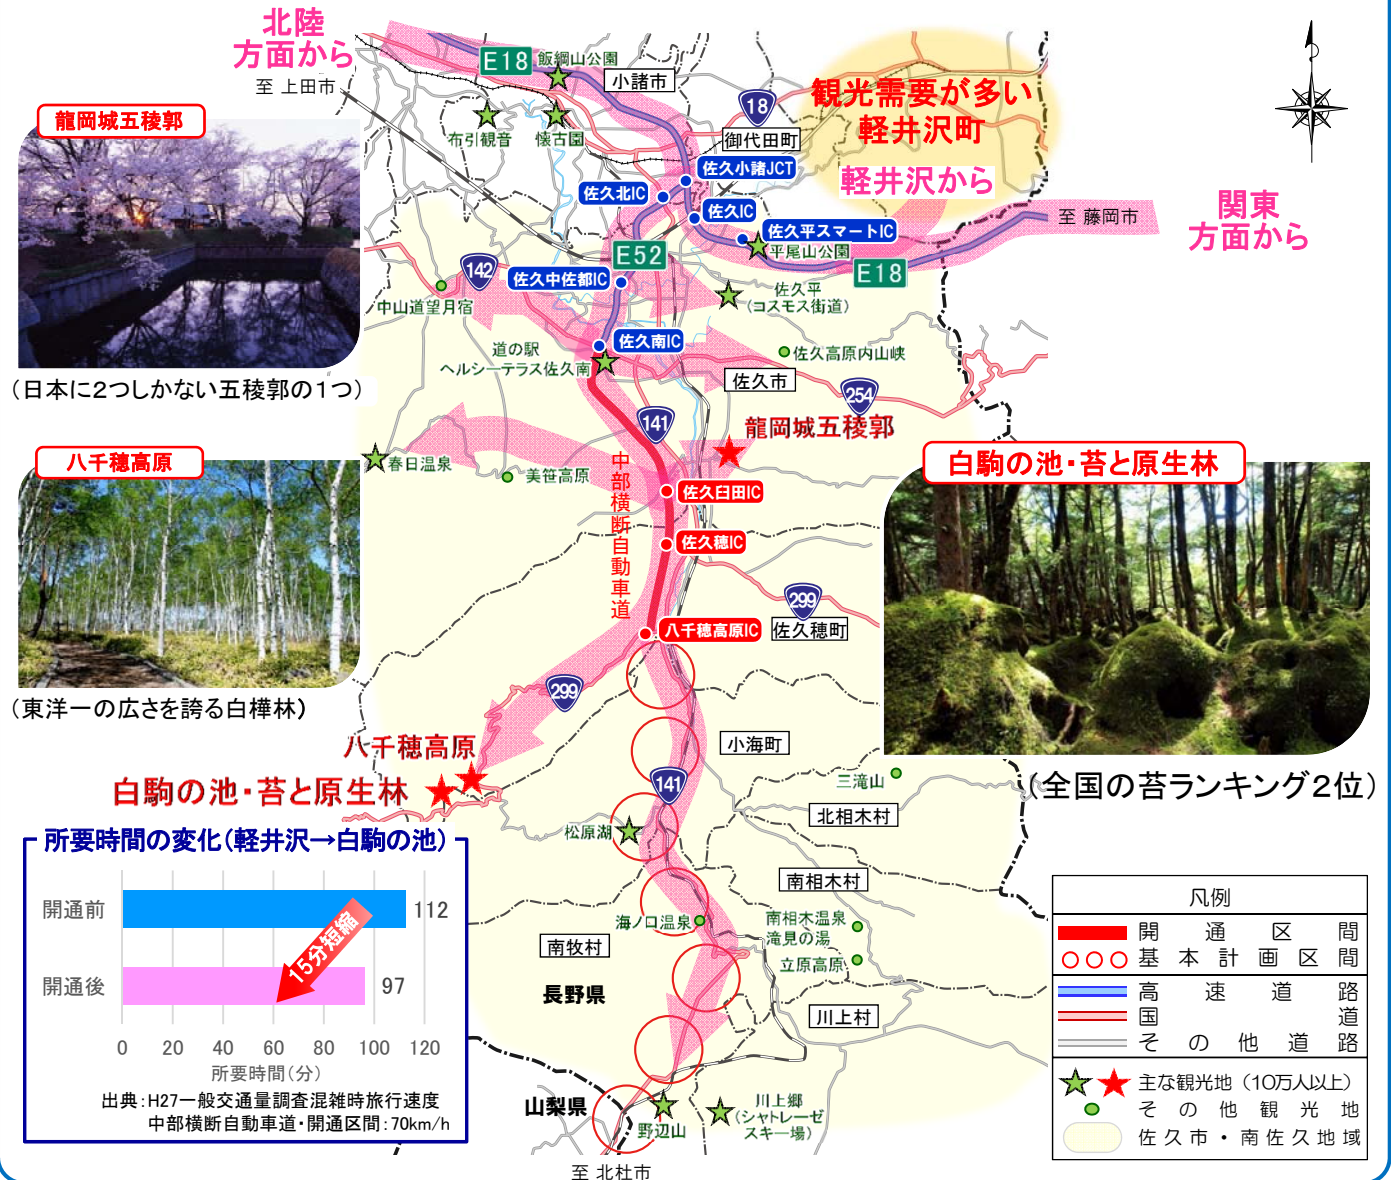 北陸
方面から
至 上田市
E18
飯綱山公園
小諸市
布引観音
懐古園
18
御代田町
観光需要が多い
軽井沢町
軽井沢から
関東
方面から
至 藤岡市
佐久小諸JCT
佐久北IC
佐久IC
佐久平スマートIC
平尾山公園
E18
E52
佐久中佐都IC
142
中山道望月宿
佐久平
(コスモス街道)
佐久南IC
道の駅
ヘルシーテラス佐久南
佐久高原内山峡
佐久市
254
141
龍岡城五稜郭
龍岡城五稜郭
(日本に2つしかない五稜郭の1つ)
八千穂高原
(東洋一の広さを誇る白樺林)
春日温泉
美笹高原
中部横断自動車道
佐久臼田IC
佐久穂IC
八千穂高原IC
299
佐久穂町
白駒の池・苔と原生林
(全国の苔ランキング2位)
299
八千穂高原
白駒の池・苔と原生林
小海町
141
三滝山
北相木村
松原湖
南相木村
海ノ口温泉
南相木温泉
滝見の湯
立原高原
南牧村
長野県
川上村
山梨県
野辺山
川上郷
(シャトレーゼ
スキー場)
至 北杜市
所要時間の変化(軽井沢→白駒の池)
開通前
112
15分短縮
開通後
97
0 20 40 60 80 100 120
所要時間(分)
出典:H27一般交通量調査混雑時旅行速度
中部横断自動車道・開通区間:70km/h
凡例
開通区間
基本計画区間
高速道路
国道
その他道路
主な観光地(10万人以上)
その他観光地
佐久市・南佐久地域